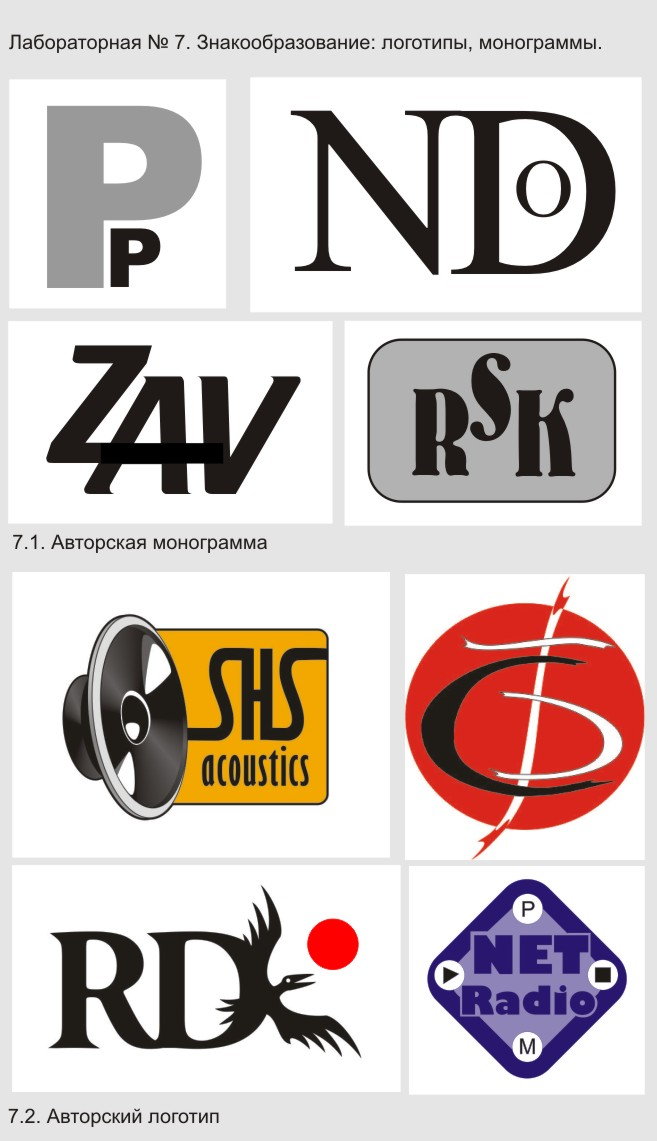 Лабораторная № 7. Знакообразование: логотипы, монограммы.
P
P
NDO
ZAV
RSK
7.1. Авторская монограмма
SHS
acoustics
RD
P
NET
Radio
M
7.2. Авторский логотип